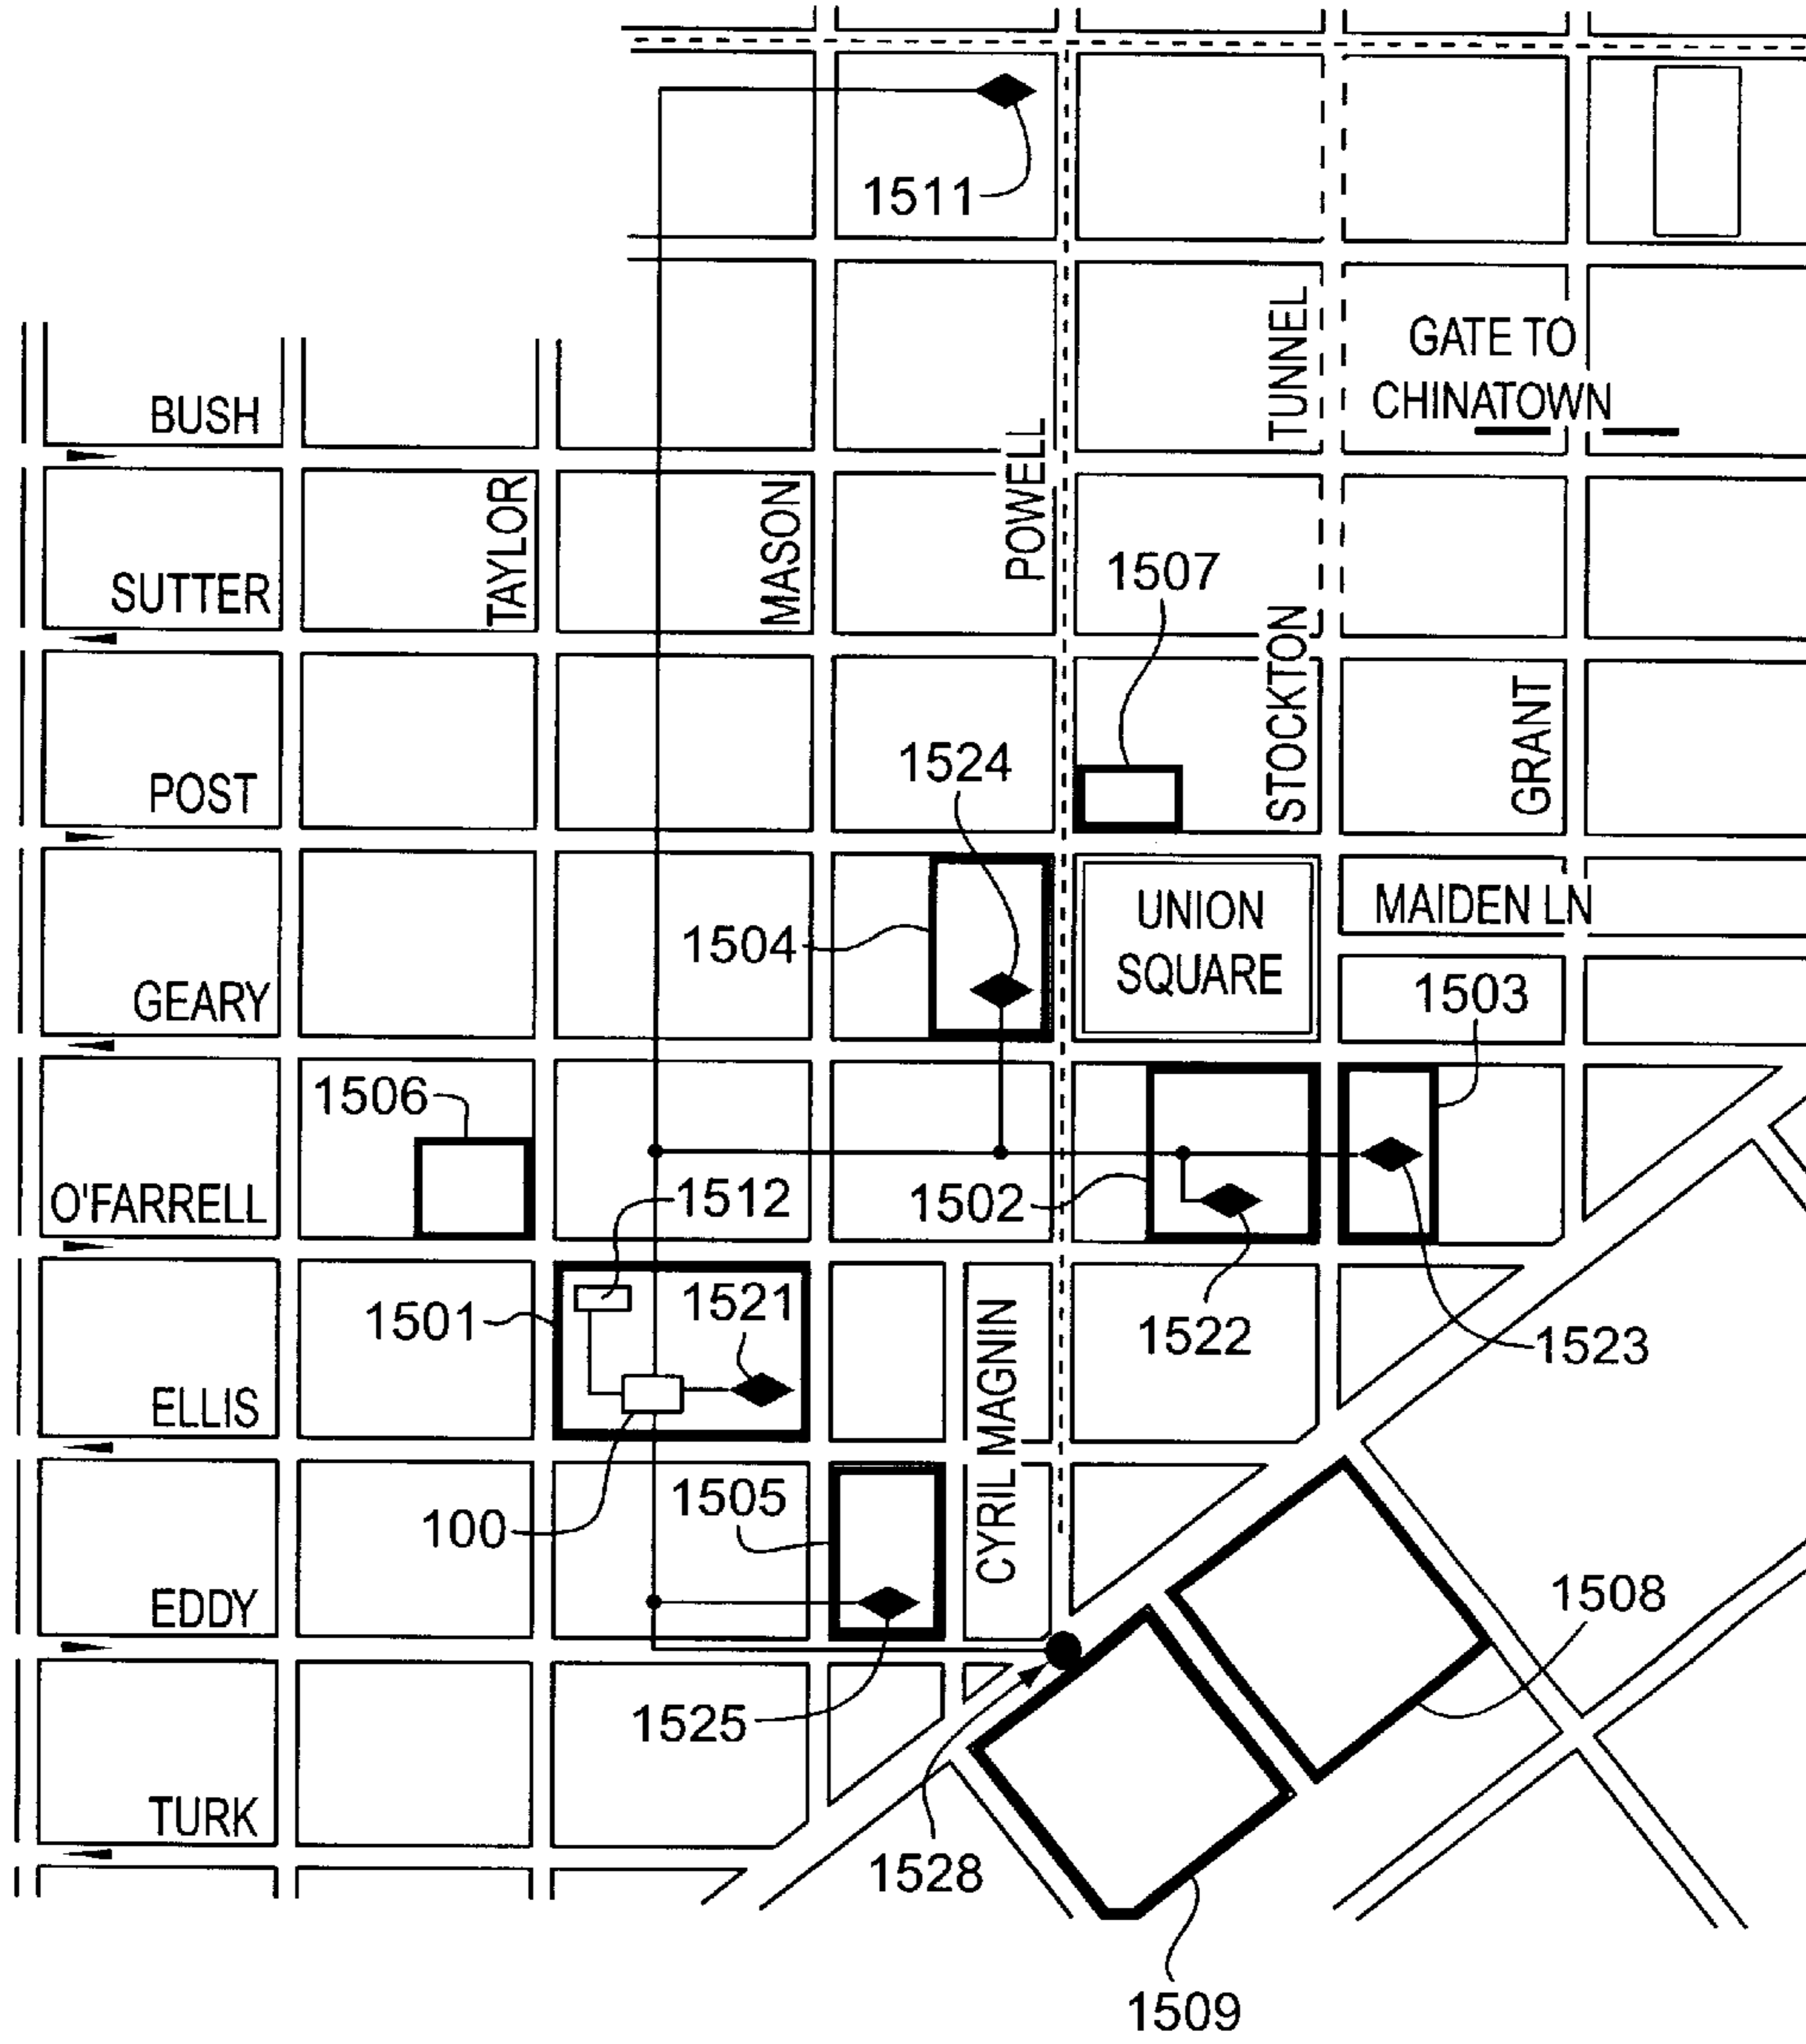 1511
TUNNEL
GATE TO
CHINATOWN
BUSH
TAYLOR
MASON
POWELL
SUTTER
1507
STOCKTON
GRANT
POST
1524
UNION
SQUARE
MAIDEN LN
1504
GEARY
1503
1506
O'FARRELL
1512
1502
1501
1521
1522
1523
ELLIS
CYRIL MAGNIN
1505
100
EDDY
1508
1525
TURK
1528
1509